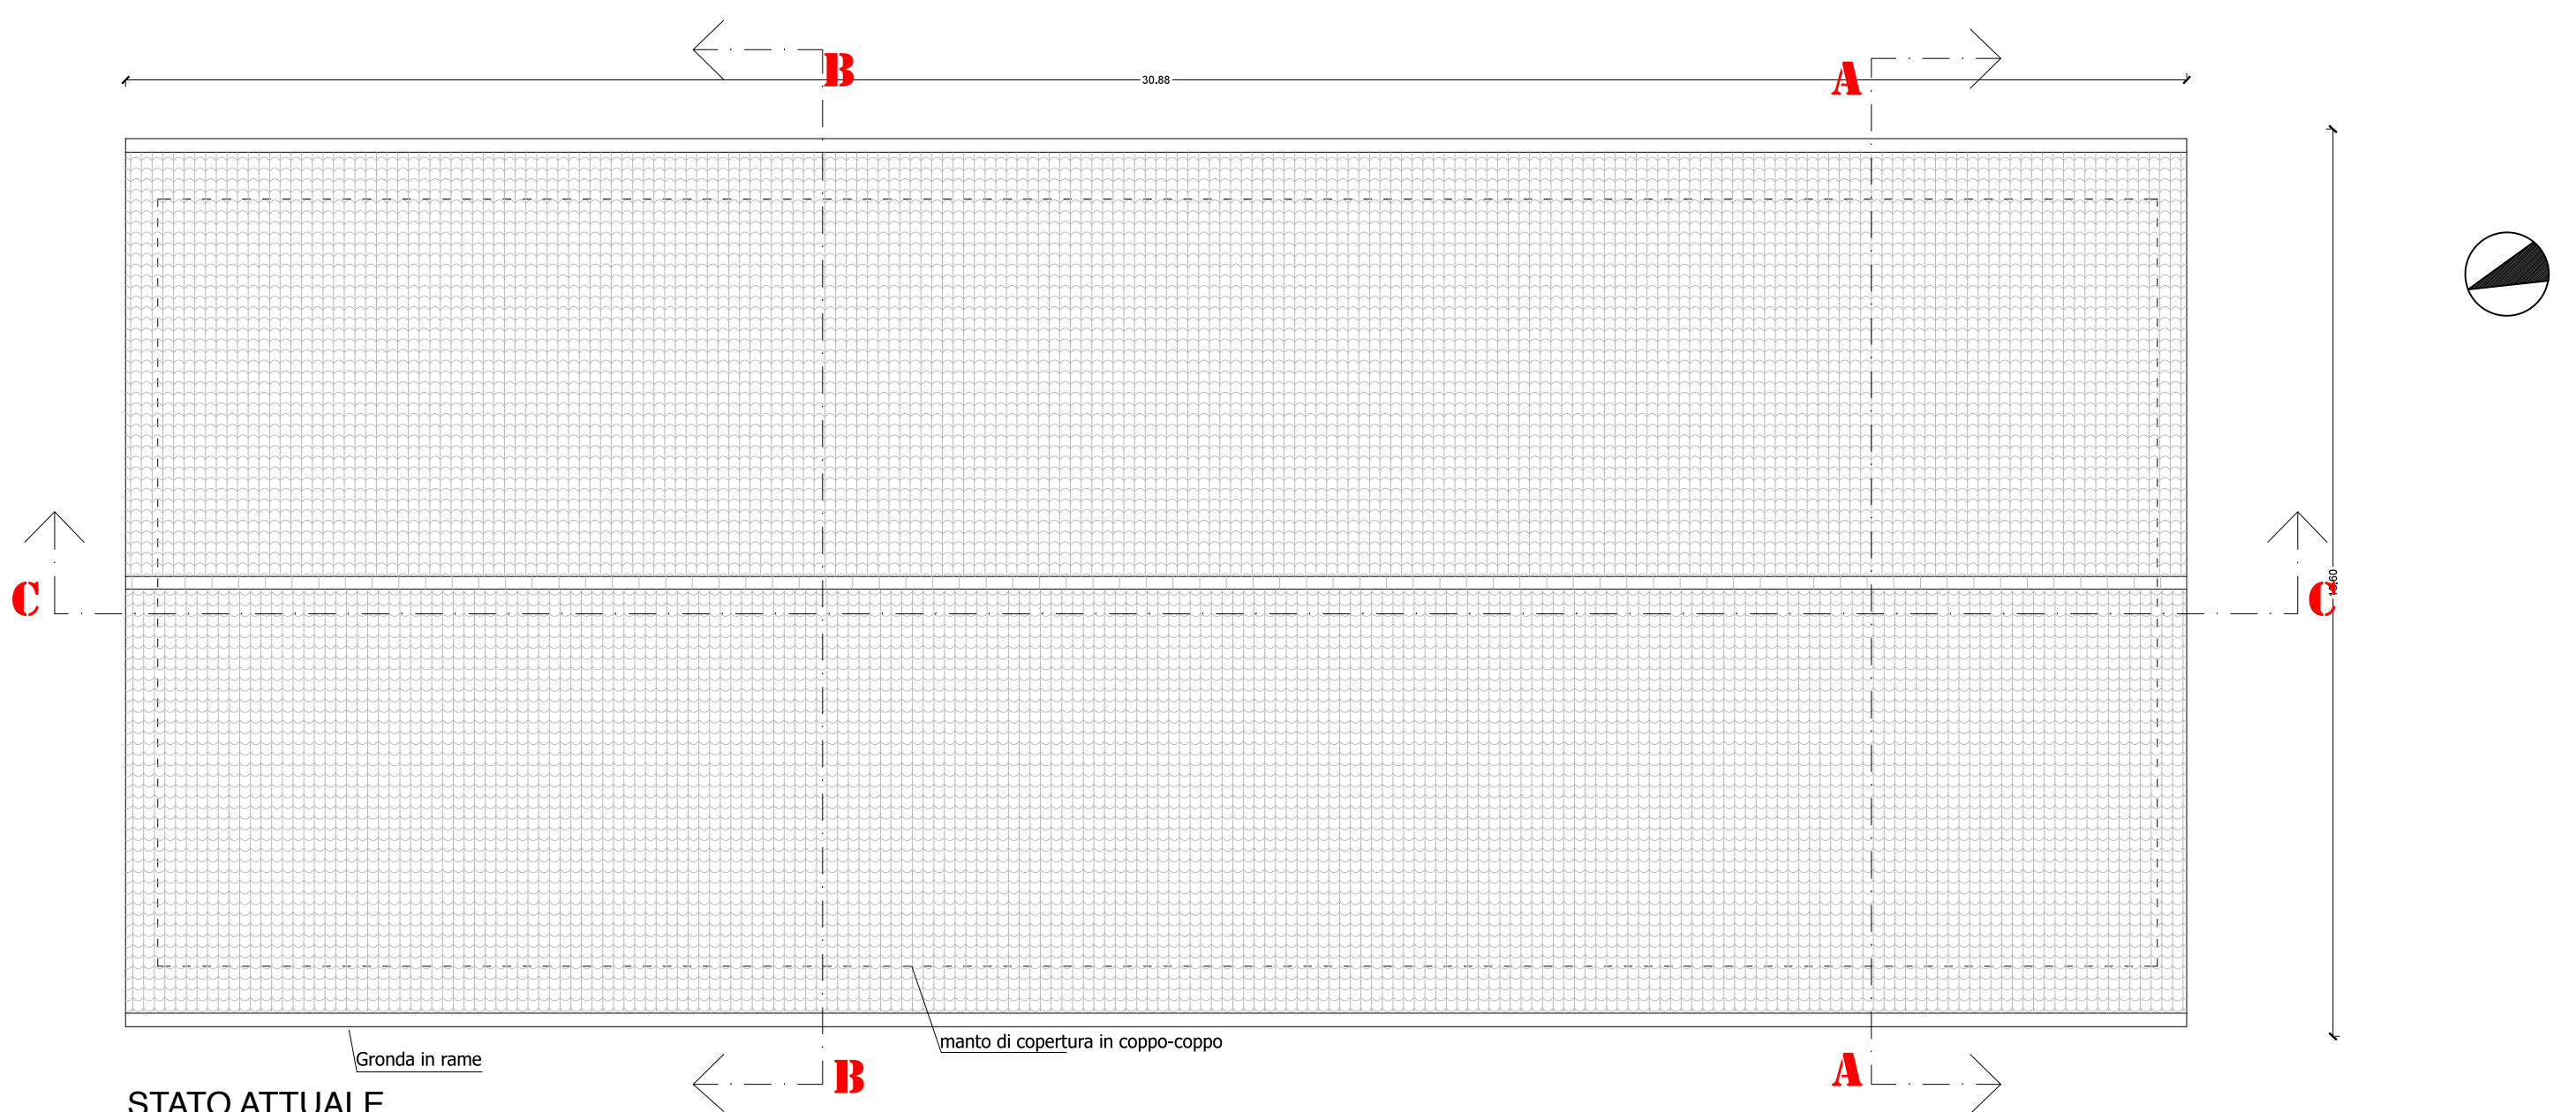 B
A
30.88
C
C
manto di copertura in coppo-coppo
Gronda in rame
B
A
STATO ATTUALE